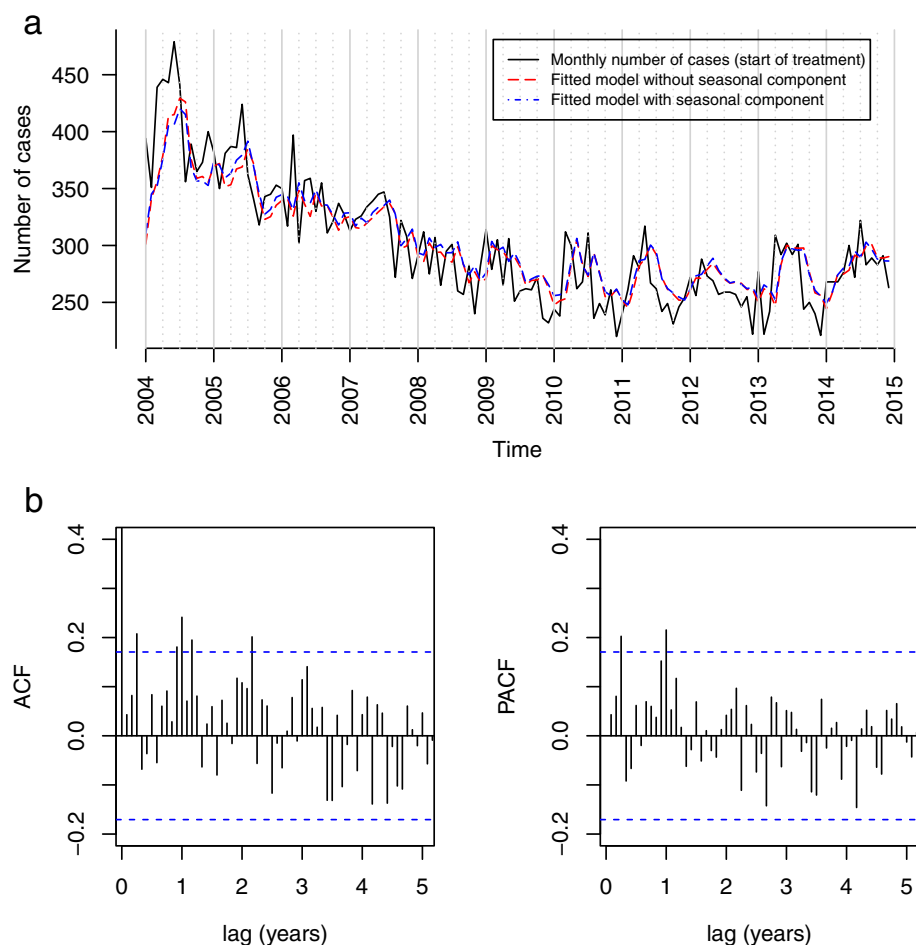 a
Monthly number of cases (start of treatment)
Fitted model without seasonal component
Fitted model with seasonal component
Number of cases
450
400
350
300
250
2004 2005 2006 2007 2008 2009 2010 2011 2012 2013 2014 2015
Time
b
ACF
0.4
0.2
0.0
−0.2
0 1 2 3 4 5
lag (years)
PACF
0.4
0.2
0.0
−0.2
0 1 2 3 4 5
lag (years)